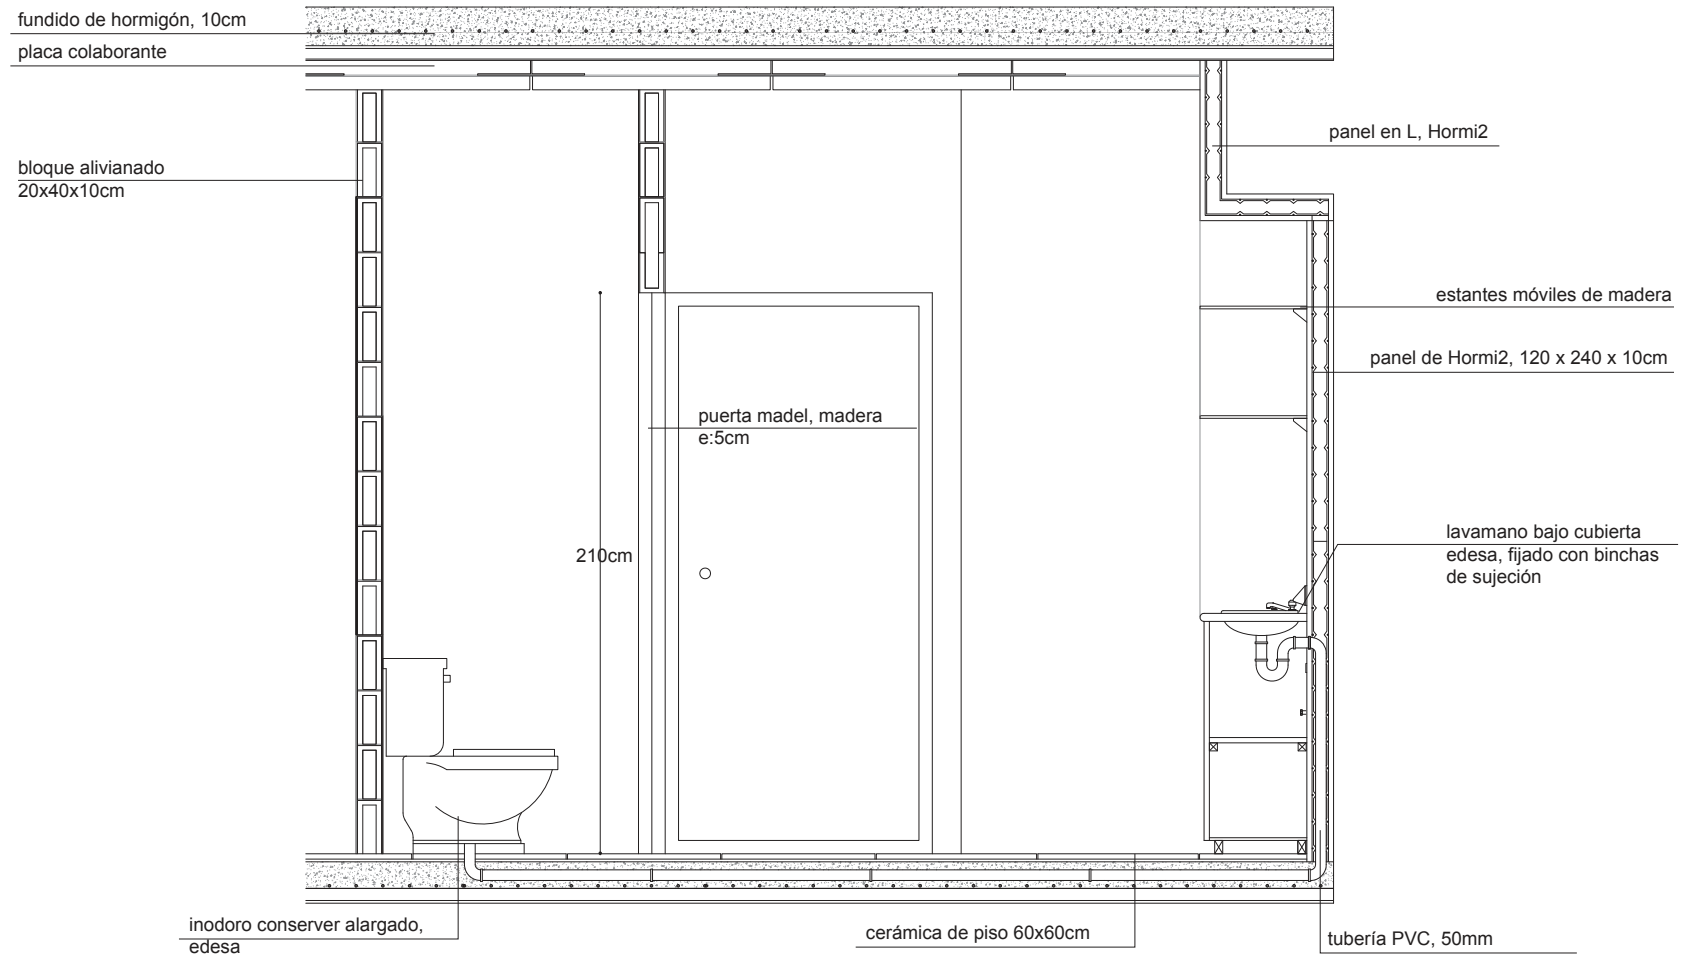 fundido de hormigón, 10cm
placa colaborante
panel en L, Hormi2
bloque alivianado
20x40x10cm
estantes móviles de madera
panel de Hormi2, 120 x 240 x 10cm
puerta madel, madera
e:5cm
210cm
lavamano bajo cubierta
edesa, fijado con binchas
de sujeción
inodoro conserver alargado,
edesa
cerámica de piso 60x60cm
tubería PVC, 50mm